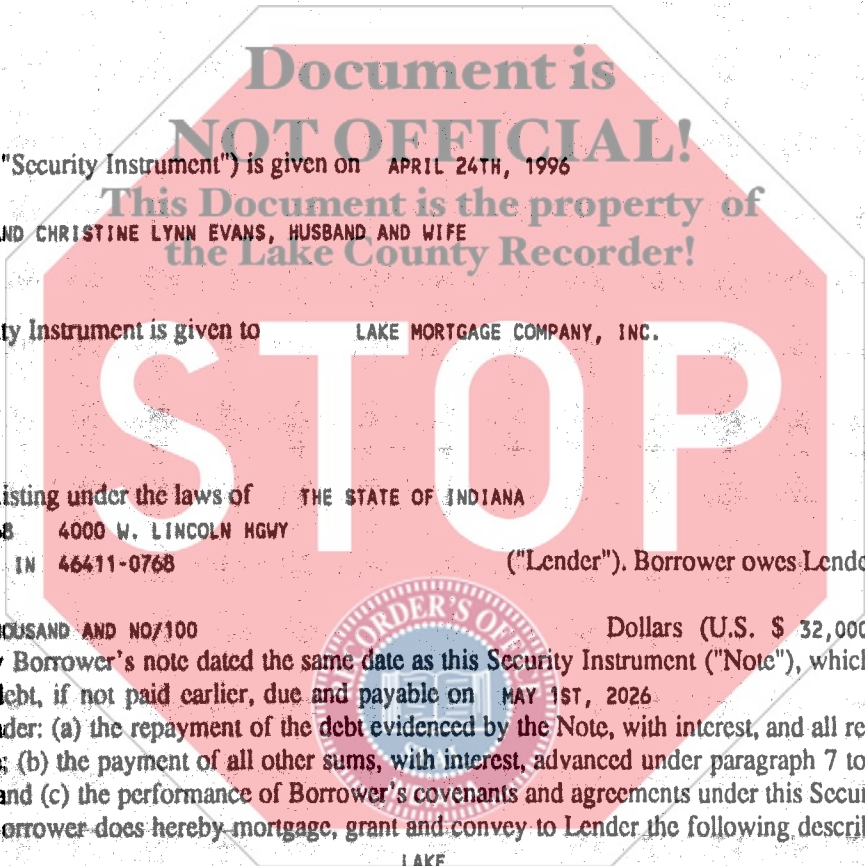 Document is
NOT OFFICIAL!
"Security Instrument") is given on APRIL 24TH, 1996
This Document is the property of
ND CHRISTINE LYNN EVANS, HUSBAND AND WIFE
the Lake County Recorder!
ty Instrument is given to LAKE MORTGAGE COMPANY, INC.
STOP
isting under the laws of THE STATE OF INDIANA
8 4000 W. LINCOLN HGWY
IN 46411-0768 ("Lender"). Borrower owes Lende
OUSAND AND NO/100 Dollars (U.S. $ 32,000
Borrower's note dated the same date as this Security Instrument ("Note"), which
debt, if not paid earlier, due and payable on MAY 1ST, 2026
der: (a) the repayment of the debt evidenced by the Note, with interest, and all re
; (b) the payment of all other sums, with interest, advanced under paragraph 7 to
and (c) the performance of Borrower's covenants and agreements under this Secur
orrower does hereby mortgage, grant and convey to Lender the following describ
LAKE